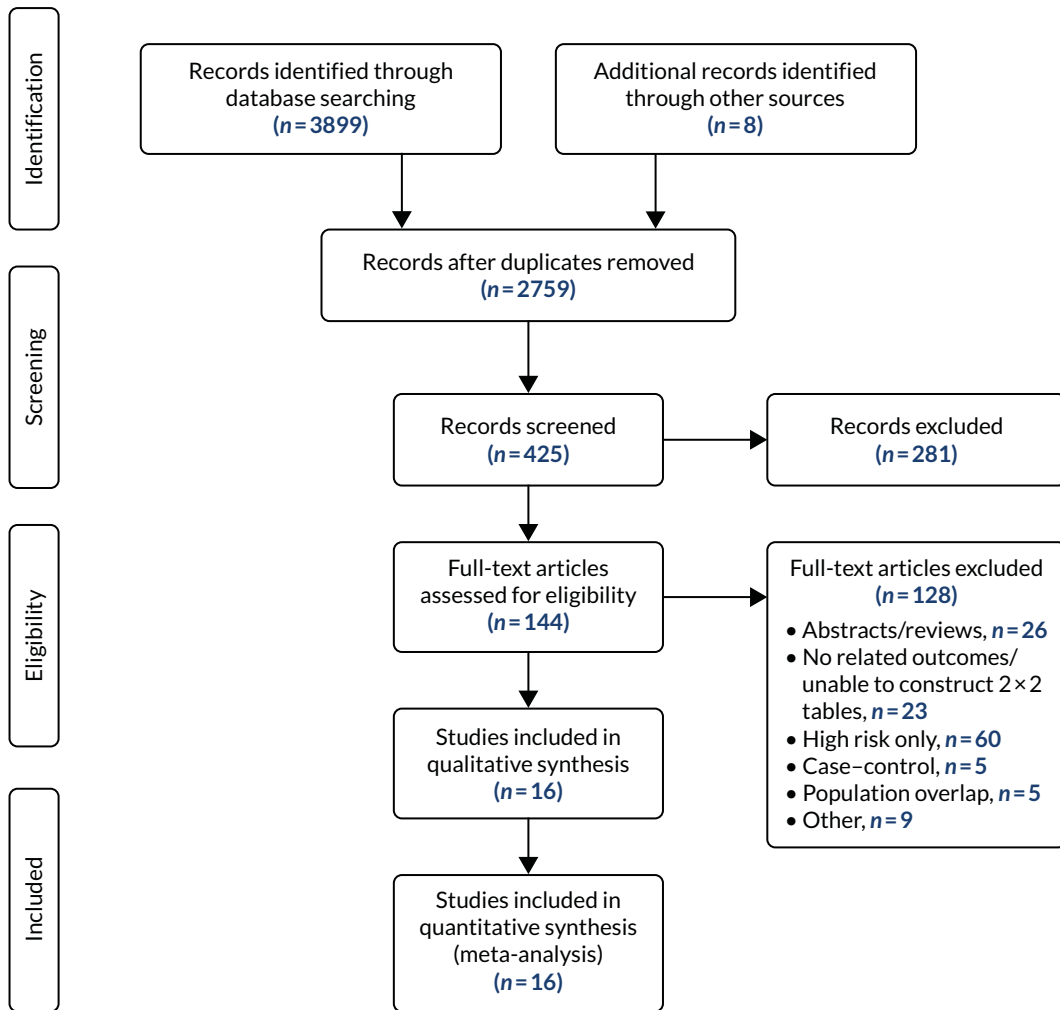 Identification
Records identified through
database searching
(n=3899)
Additional records identified
through other sources
(n=8)
Records after duplicates removed
(n=2759)
Screening
Records screened
(n=425)
Records excluded
(n=281)
Eligibility
Full-text articles
assessed for eligibility
(n=144)
Full-text articles excluded
(n=128)
• Abstracts/reviews, n=26
• No related outcomes/
unable to construct 2×2
tables, n=23
• High risk only, n=60
• Case–control, n=5
• Population overlap, n=5
• Other, n=9
Studies included in
qualitative synthesis
(n=16)
Included
Studies included in
quantitative synthesis
(meta-analysis)
(n=16)